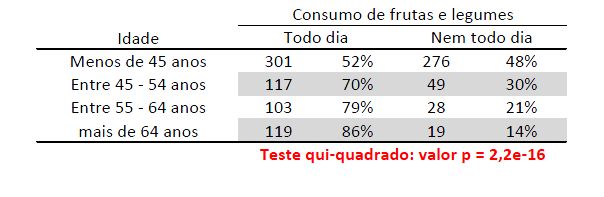 Consumo de frutas e legumes
Idade Todo dia Nem todo dia
Menos de 45 anos 301 52% 276 48%
Entre 45 - 54 anos 117 70% 49 30%
Entre 55 - 64 anos 103 79% 28 21%
mais de 64 anos 119 86% 19 14%
Teste qui-quadrado: valor p = 2,2e-16